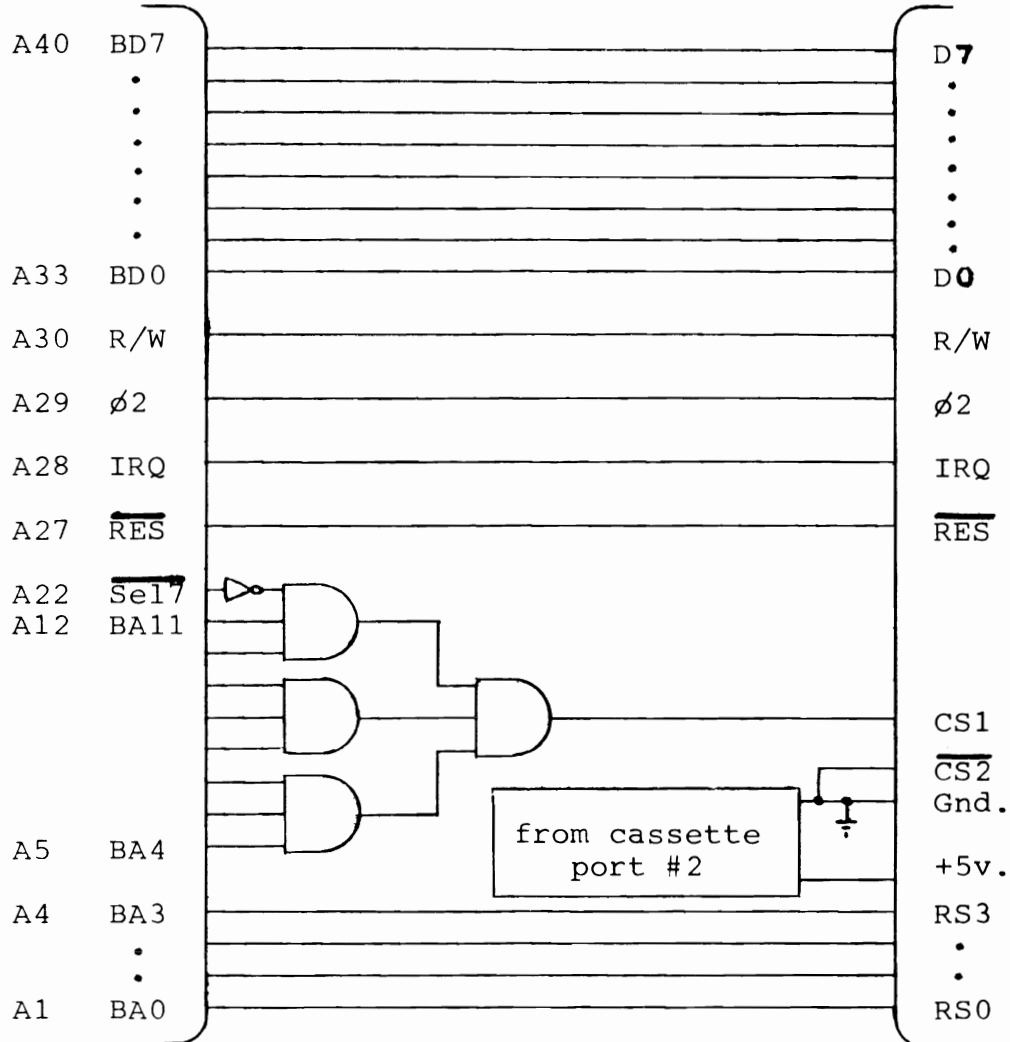 A40 BD7 D7
A33 BD0 D0
A30 R/W R/W
A29 ø2 ø2
A28 IRQ IRQ
A27 RES RES
A22 Sel7
A12 BA11
CS1
CS2
Gnd.
from cassette
port #2
A5 BA4 +5v.
A4 BA3 RS3
A1 BA0 RS0